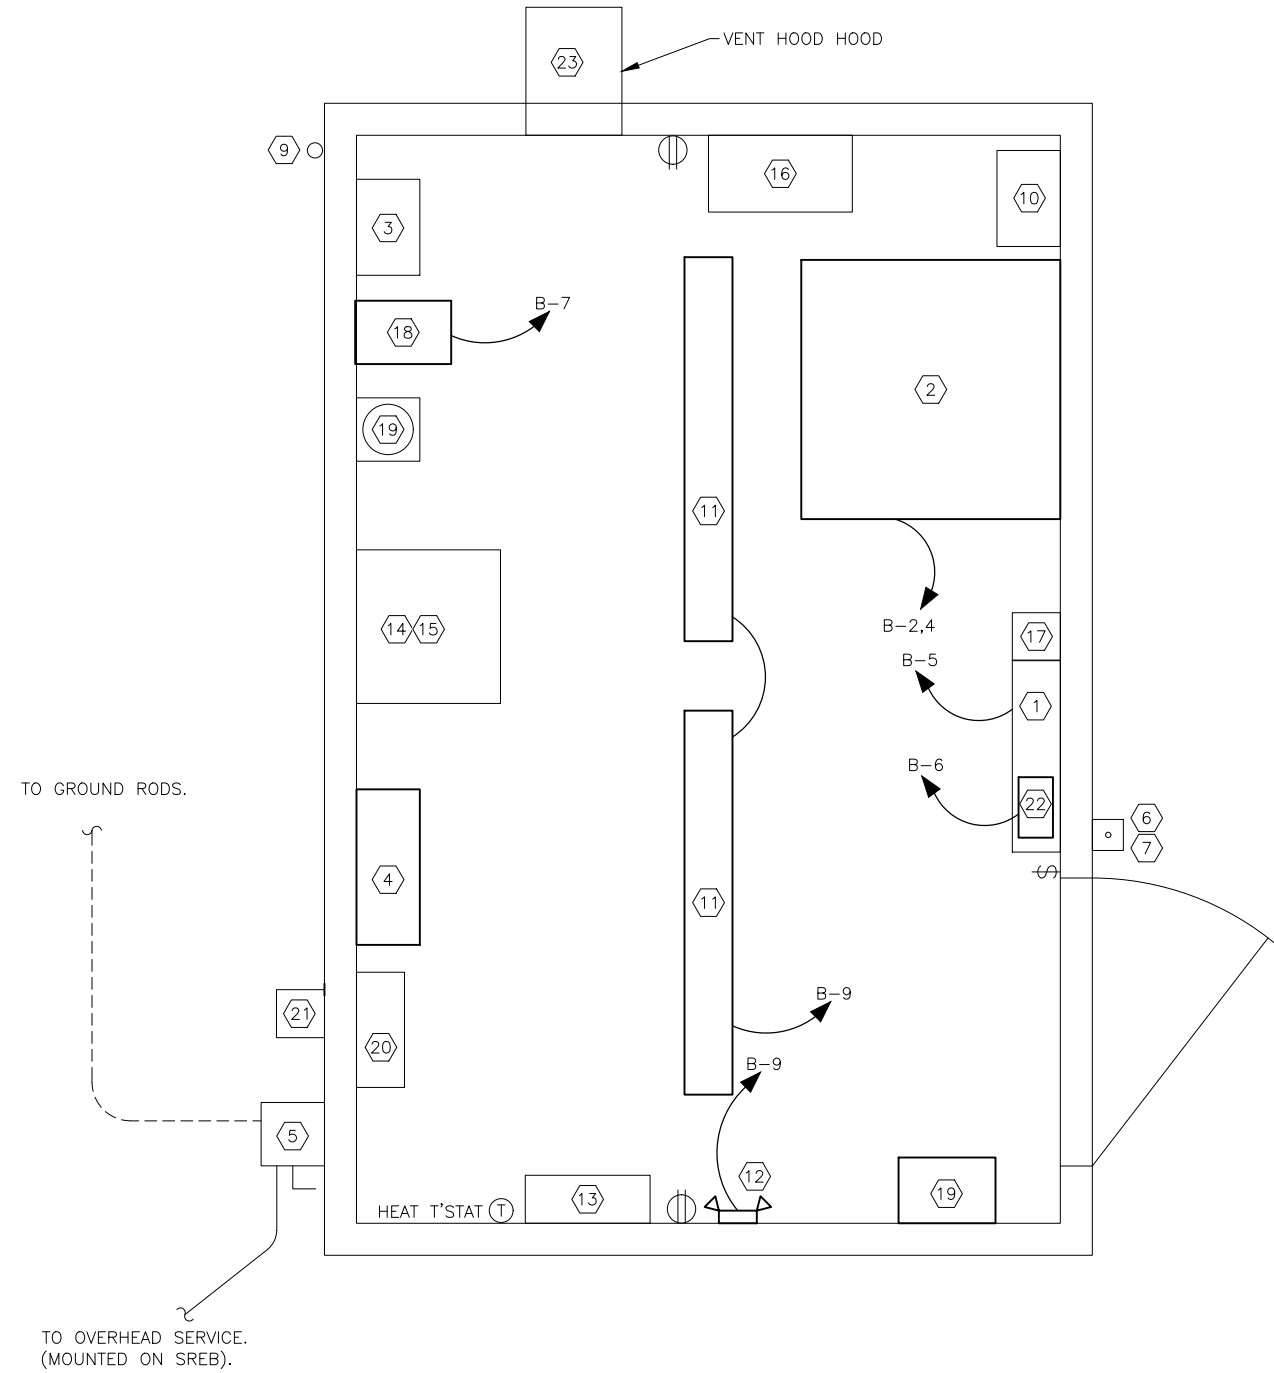 23
VENT HOOD HOOD
9
16
3
10
B-7
18
2
19
11
B-2,4
14 15
17
B-5
1
B-6
TO GROUND RODS.
22
6
7
4
11
B-9
21
20
B-9
5
12
13
19
HEAT T'STAT T
TO OVERHEAD SERVICE.
(MOUNTED ON SREB).
$